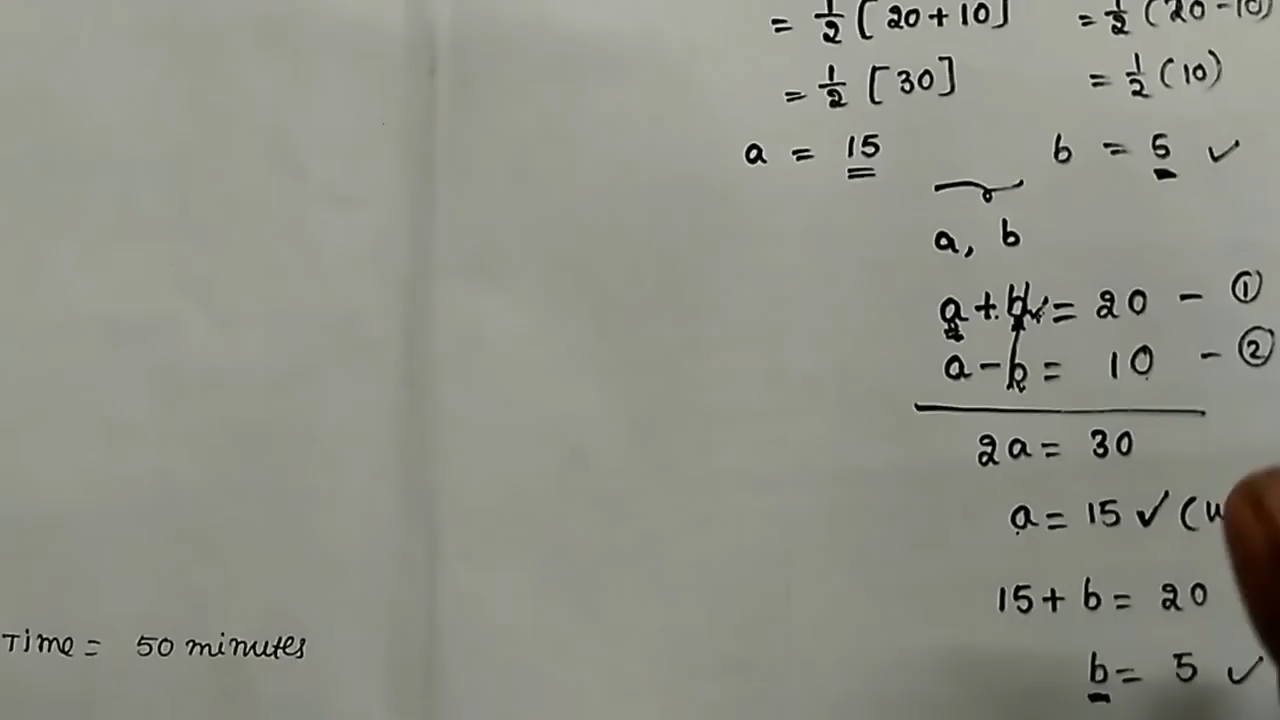 = 1/2 [20+10] = 1/2 (20-10)
= 1/2 [30] = 1/2 (10)
a = 15 b = 5 ✓
a, b
a+b = 20 - ①
a-b = 10 - ②
2a = 30
a = 15 ✓ (
15+ b = 20
Time = 50 minutes
b = 5 ✓